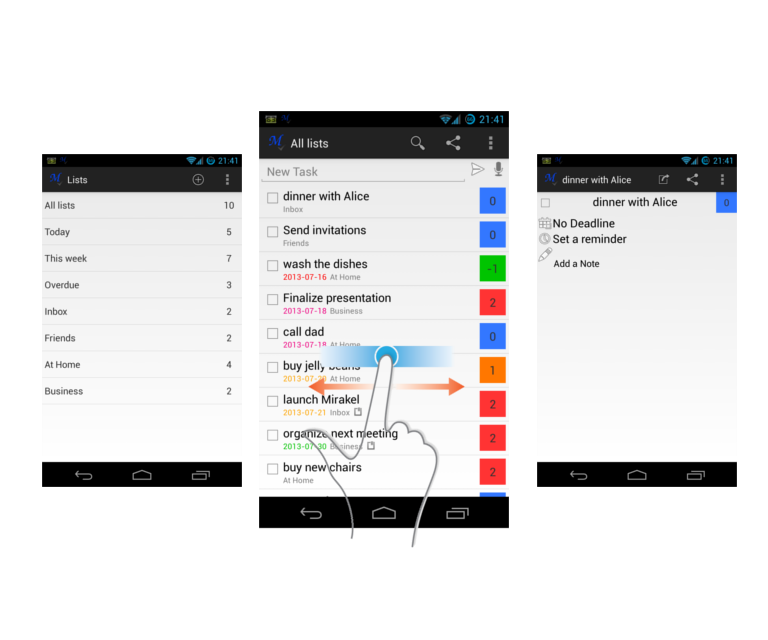 21:41
Lists
All lists 10
Today 5
This week 7
Overdue 3
Inbox 2
Friends 2
At Home 4
Business 2
21:41
All lists
New Task
dinner with Alice 0
Inbox
Send invitations 0
Friends
wash the dishes -1
2013-07-16 At Home
Finalize presentation 2
2013-07-18 Business
call dad 0
2013-07-18 At Home
buy jelly beans 1
At Home
launch Mirakel 2
2013-07-21 Inbox
organize next meeting 2
2013-07-30 Business
buy new chairs 2
At Home
21:41
dinner with Alice
dinner with Alice 0
No Deadline
Set a reminder
Add a Note